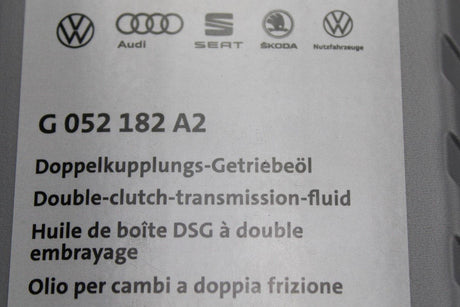 Audi SEAT ŠKODA Nutzfahrzeuge
G 052 182 A2
Doppelkupplungs-Getriebeöl
Double-clutch-transmission-fluid
Huile de boîte DSG à double
embrayage
Olio per cambi a doppia frizione